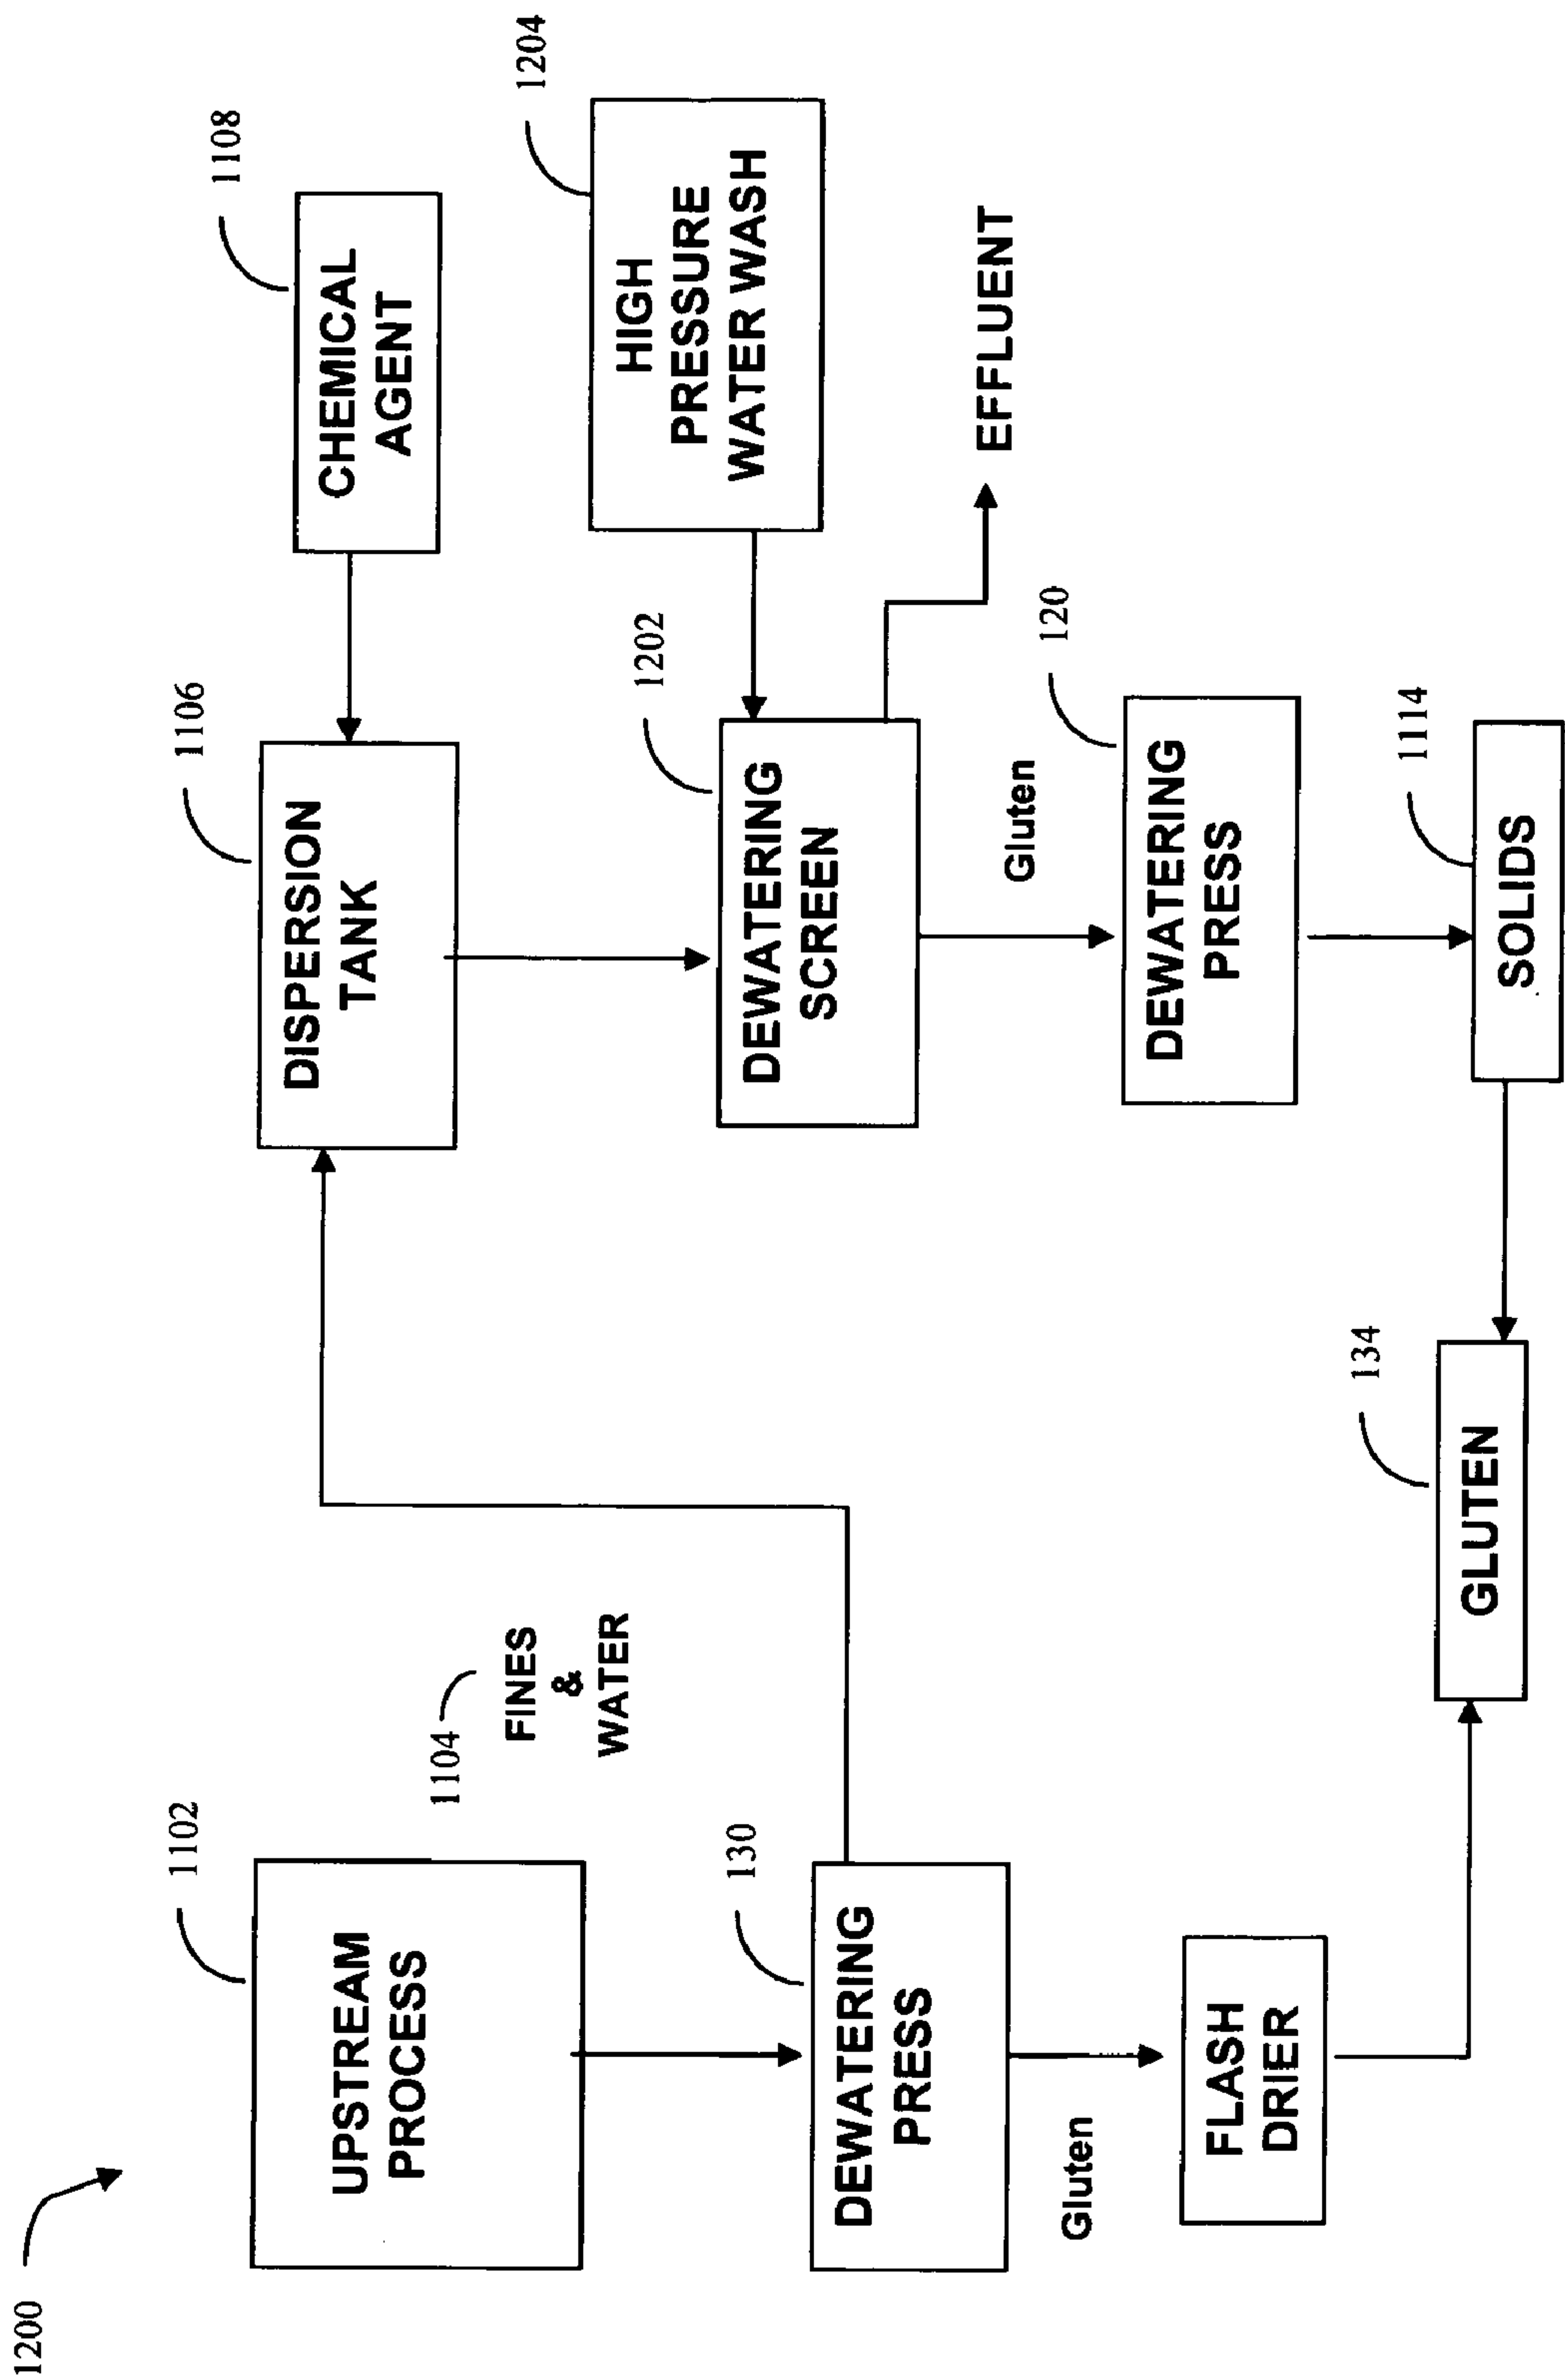 1200
1102
UPSTREAM
PROCESS
1104
FINES
&
WATER
130
DEWATERING
PRESS
Gluten
FLASH
DRIER
1106
DISPERSION
TANK
1108
CHEMICAL
AGENT
1204
HIGH
PRESSURE
WATER WASH
1202
DEWATERING
SCREEN
EFFLUENT
Gluten
120
DEWATERING
PRESS
1114
SOLIDS
134
GLUTEN